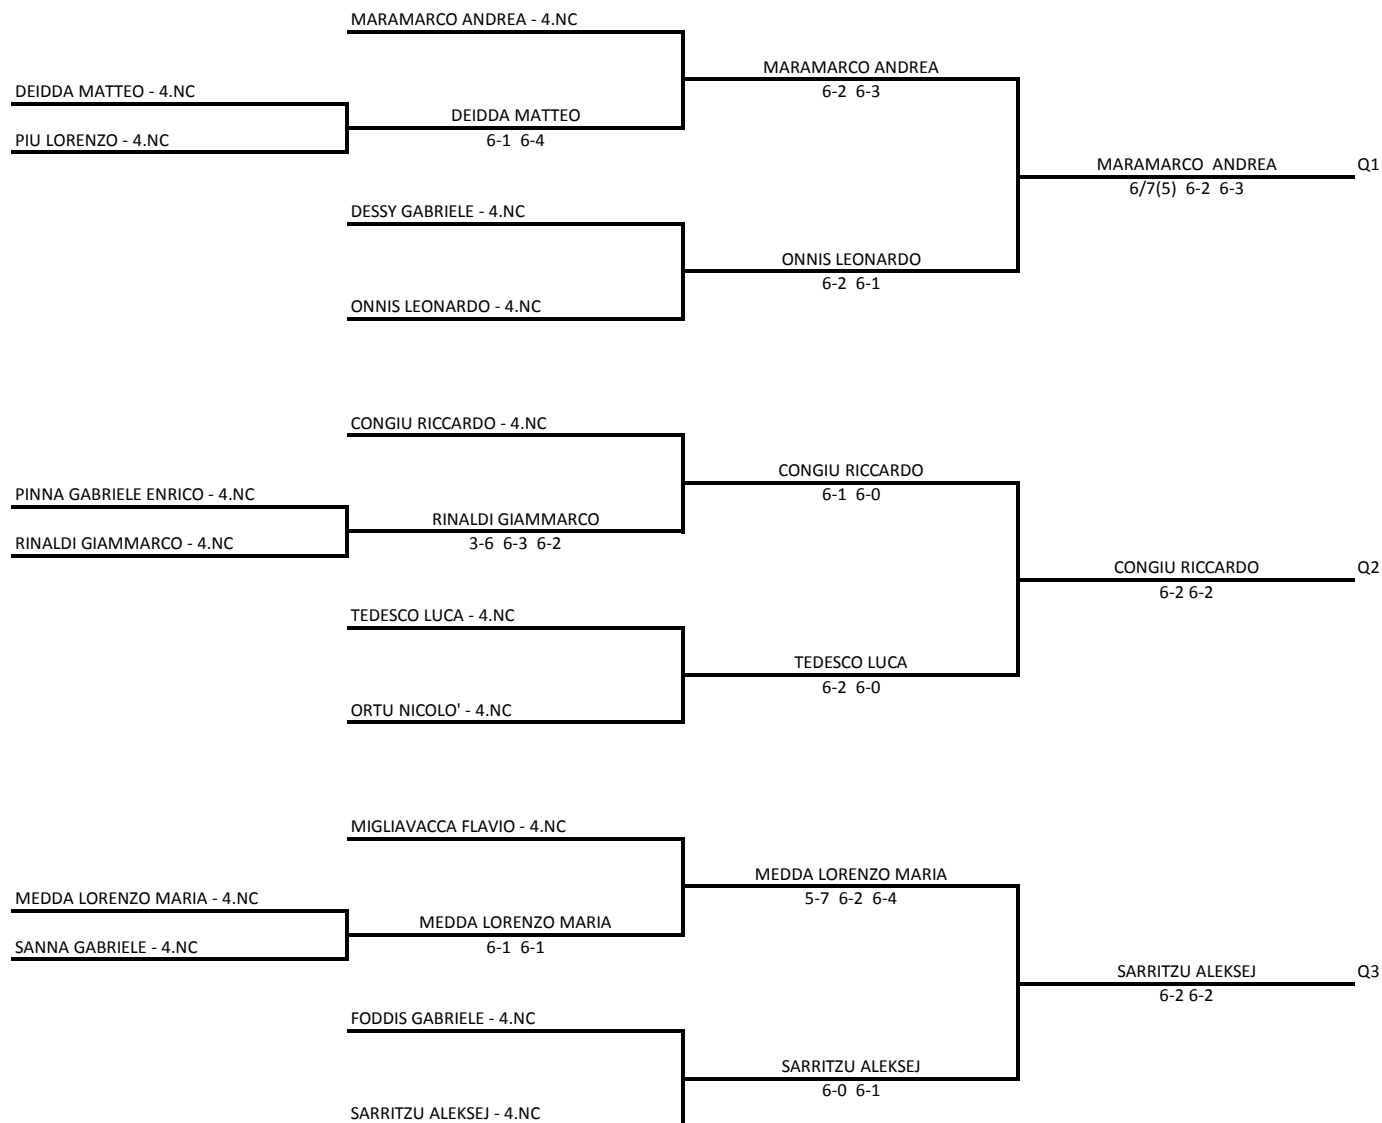 MARAMARCO ANDREA - 4.NC
MARAMARCO ANDREA
6-2  6-3
DEIDDA MATTEO - 4.NC
DEIDDA MATTEO
6-1  6-4
PIU LORENZO - 4.NC
MARAMARCO  ANDREA
Q1
6/7(5)  6-2  6-3
DESSY GABRIELE - 4.NC
ONNIS LEONARDO
6-2  6-1
ONNIS LEONARDO - 4.NC
CONGIU RICCARDO - 4.NC
CONGIU RICCARDO
6-1  6-0
PINNA GABRIELE ENRICO - 4.NC
RINALDI GIAMMARCO
3-6  6-3  6-2
RINALDI GIAMMARCO - 4.NC
CONGIU RICCARDO
Q2
6-2 6-2
TEDESCO LUCA - 4.NC
TEDESCO LUCA
6-2  6-0
ORTU NICOLO' - 4.NC
MIGLIAVACCA FLAVIO - 4.NC
MEDDA LORENZO MARIA
5-7  6-2  6-4
MEDDA LORENZO MARIA - 4.NC
MEDDA LORENZO MARIA
6-1  6-1
SANNA GABRIELE - 4.NC
SARRITZU ALEKSEJ
Q3
6-2 6-2
FODDIS GABRIELE - 4.NC
SARRITZU ALEKSEJ
6-0  6-1
SARRITZU ALEKSEJ - 4.NC